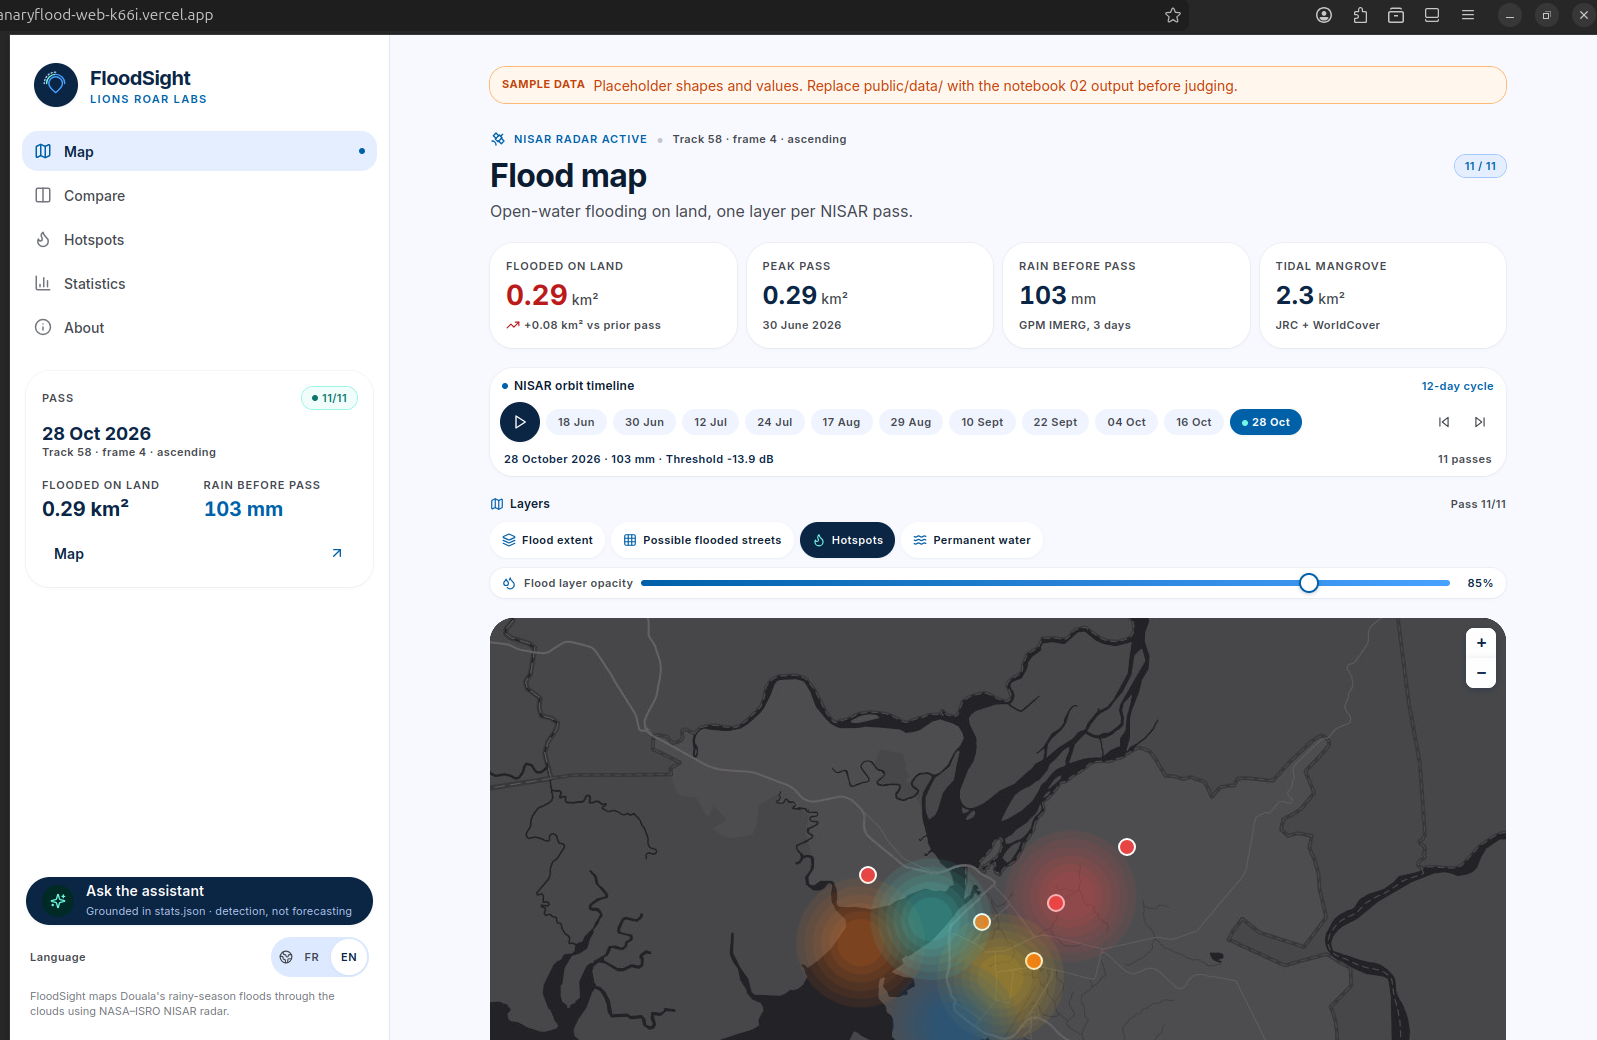 anaryflood-web-k66i.vercel.app
FloodSight
LIONS ROAR LABS
Map
Compare
Hotspots
Statistics
About
PASS
11/11
28 Oct 2026
Track 58 · frame 4 · ascending
FLOODED ON LAND
RAIN BEFORE PASS
0.29 km²
103 mm
Map
Ask the assistant
Grounded in stats.json · detection, not forecasting
Language
FR
EN
FloodSight maps Douala's rainy-season floods through the
clouds using NASA–ISRO NISAR radar.
SAMPLE DATA Placeholder shapes and values. Replace public/data/ with the notebook 02 output before judging.
NISAR RADAR ACTIVE
Track 58 · frame 4 · ascending
Flood map
11 / 11
Open-water flooding on land, one layer per NISAR pass.
FLOODED ON LAND
0.29 km²
+0.08 km² vs prior pass
PEAK PASS
0.29 km²
30 June 2026
RAIN BEFORE PASS
103 mm
GPM IMERG, 3 days
TIDAL MANGROVE
2.3 km²
JRC + WorldCover
NISAR orbit timeline
12-day cycle
18 Jun
30 Jun
12 Jul
24 Jul
17 Aug
29 Aug
10 Sept
22 Sept
04 Oct
16 Oct
28 Oct
28 October 2026 · 103 mm · Threshold -13.9 dB
11 passes
Layers
Pass 11/11
Flood extent
Possible flooded streets
Hotspots
Permanent water
Flood layer opacity
85%
+
−